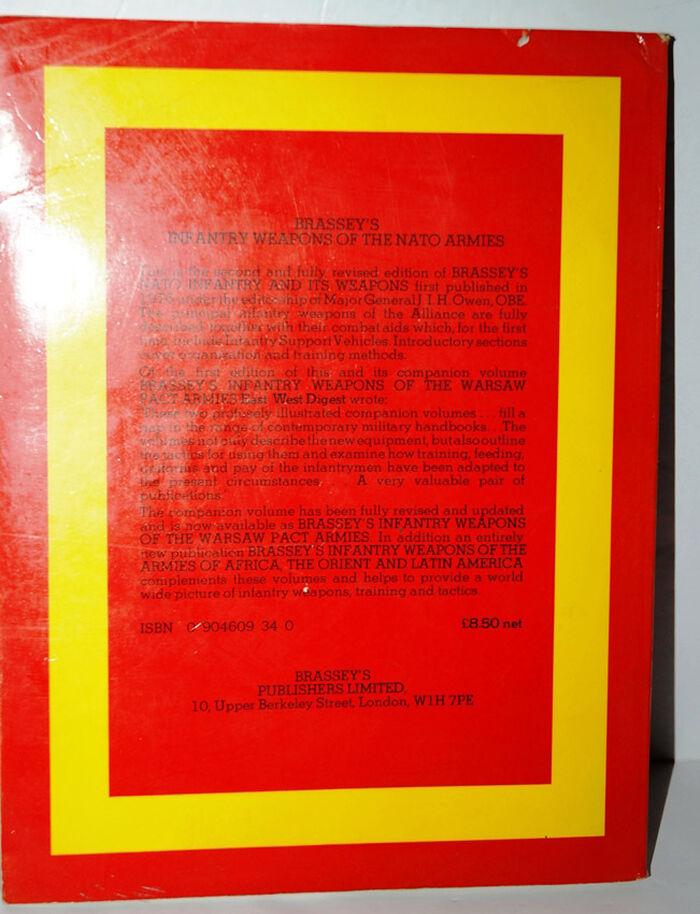 BRASSEY'S
INFANTRY WEAPONS OF THE NATO ARMIES
This is the second and fully revised edition of BRASSEY'S
NATO INFANTRY AND ITS WEAPONS first published in
1976 under the editorship of Major General J. I. H. Owen, OBE.
The principal infantry weapons of the Alliance are fully
described together with their combat aids which, for the first
time, include Infantry Support Vehicles. Introductory sections
cover organisation and training methods.
Of the first edition of this and its companion volume
BRASSEY'S INFANTRY WEAPONS OF THE WARSAW
PACT ARMIES East West Digest wrote:
'These two profusely illustrated companion volumes . . . fill a
gap in the range of contemporary military handbooks. . The
volumes not only describe the new equipment, but also outline
the tactics for using them and examine how training, feeding,
uniforms and pay of the infantrymen have been adapted to
the present circumstances. A very valuable pair of
publications.'
The companion volume has been fully revised and updated
and is now available as BRASSEY'S INFANTRY WEAPONS
OF THE WARSAW PACT ARMIES. In addition an entirely
new publication BRASSEY'S INFANTRY WEAPONS OF THE
ARMIES OF AFRICA, THE ORIENT AND LATIN AMERICA
complements these volumes and helps to provide a world
wide picture of infantry weapons, training and tactics.
ISBN 0 904609 34 0 £8.50 net
BRASSEY'S
PUBLISHERS LIMITED,
10, Upper Berkeley Street, London, W1H 7PE